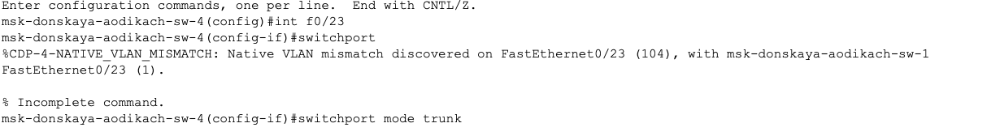 Enter configuration commands, one per line.  End with CNTL/Z.
msk-donskaya-aodikach-sw-4(config)#int f0/23
msk-donskaya-aodikach-sw-4(config-if)#switchport
%CDP-4-NATIVE_VLAN_MISMATCH: Native VLAN mismatch discovered on FastEthernet0/23 (104), with msk-donskaya-aodikach-sw-1
FastEthernet0/23 (1).
% Incomplete command.
msk-donskaya-aodikach-sw-4(config-if)#switchport mode trunk